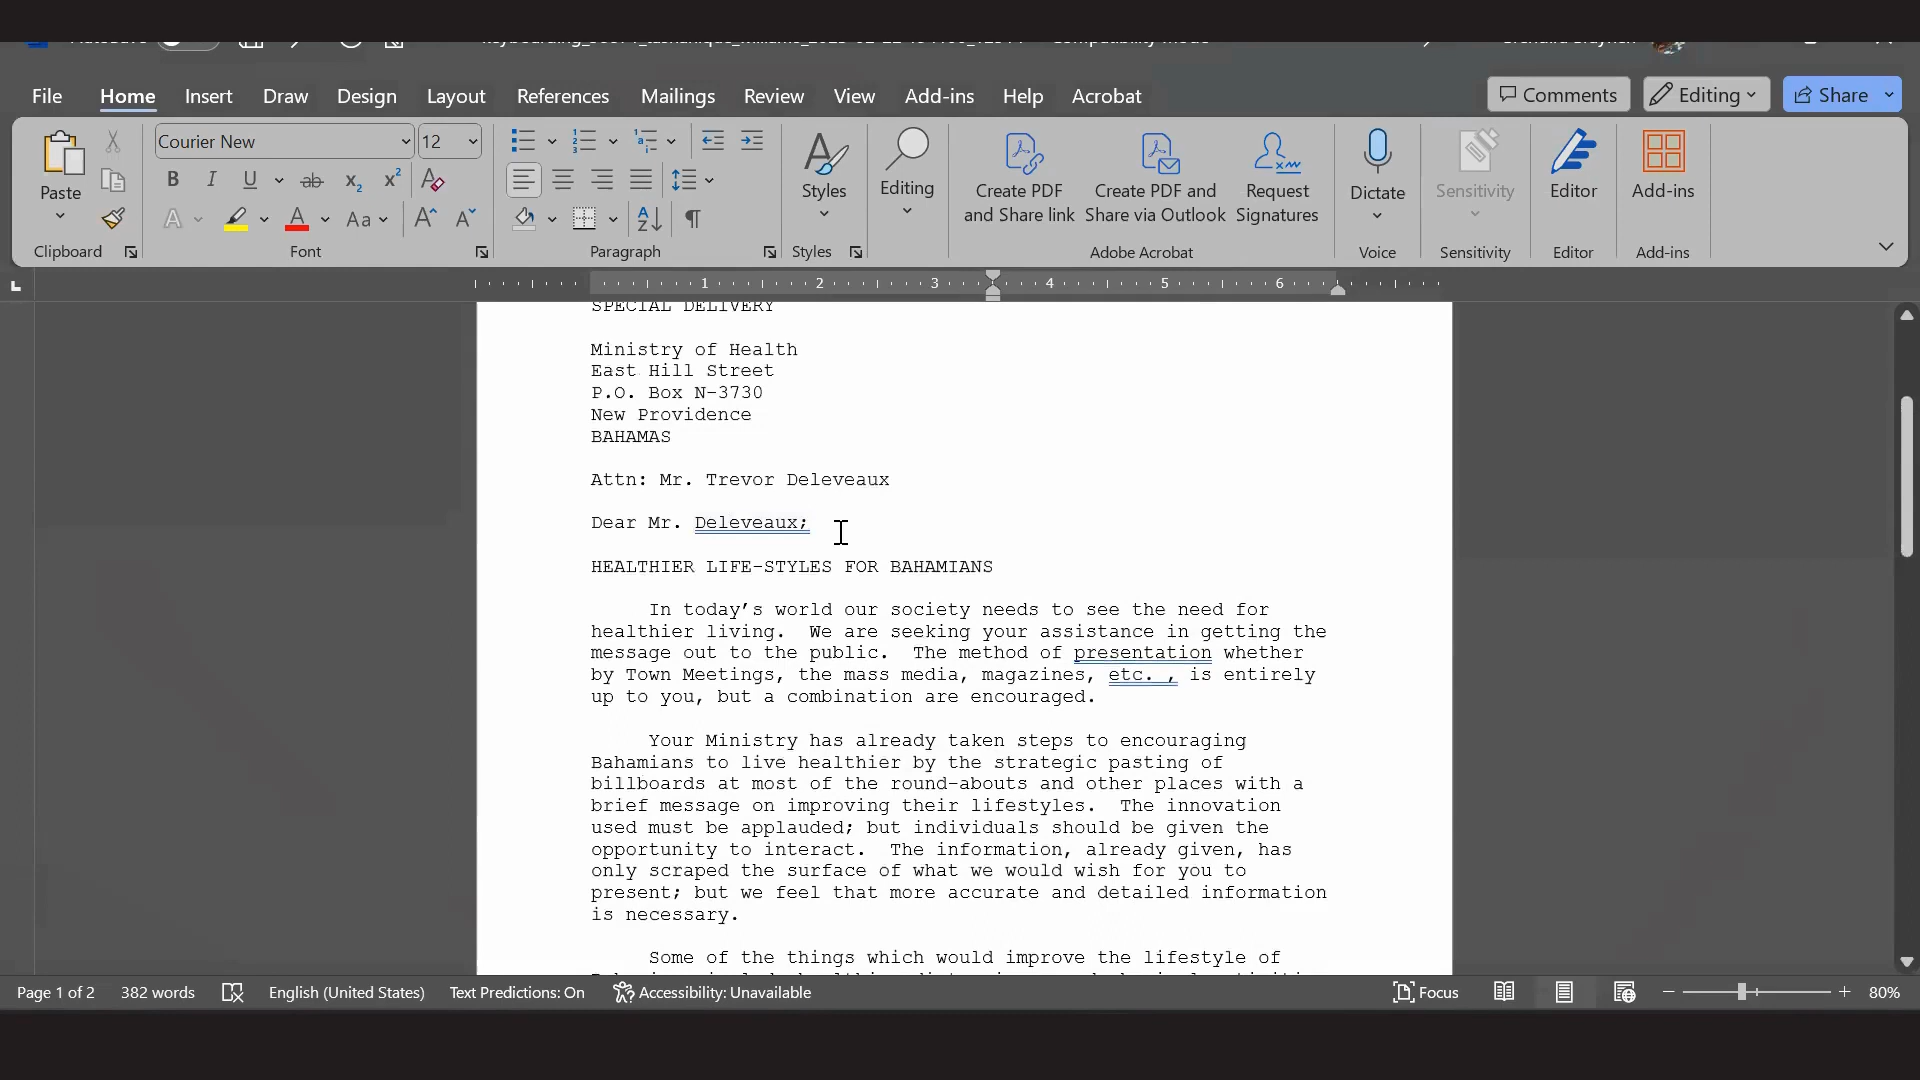 File Home Insert Draw Design Layout References Mailings Review View Add-ins Help Acrobat Comments Editing Share
Courier New 12
Paste Styles Editing Create PDF and Share link Create PDF and Share via Outlook Request Signatures Dictate Sensitivity Editor Add-ins
Clipboard Font Paragraph Styles Adobe Acrobat Voice Sensitivity Editor Add-ins
1 2 3 4 5 6
SPECIAL DELIVERY
Ministry of Health
East Hill Street
P.O. Box N-3730
New Providence
BAHAMAS
Attn: Mr. Trevor Deleveaux
Dear Mr. Deleveaux;
HEALTHIER LIFE-STYLES FOR BAHAMIANS
In today's world our society needs to see the need for
healthier living. We are seeking your assistance in getting the
message out to the public. The method of presentation whether
by Town Meetings, the mass media, magazines, etc. , is entirely
up to you, but a combination are encouraged.
Your Ministry has already taken steps to encouraging
Bahamians to live healthier by the strategic pasting of
billboards at most of the round-abouts and other places with a
brief message on improving their lifestyles. The innovation
used must be applauded; but individuals should be given the
opportunity to interact. The information, already given, has
only scraped the surface of what we would wish for you to
present; but we feel that more accurate and detailed information
is necessary.
Some of the things which would improve the lifestyle of
Page 1 of 2 382 words English (United States) Text Predictions: On Accessibility: Unavailable Focus 80%